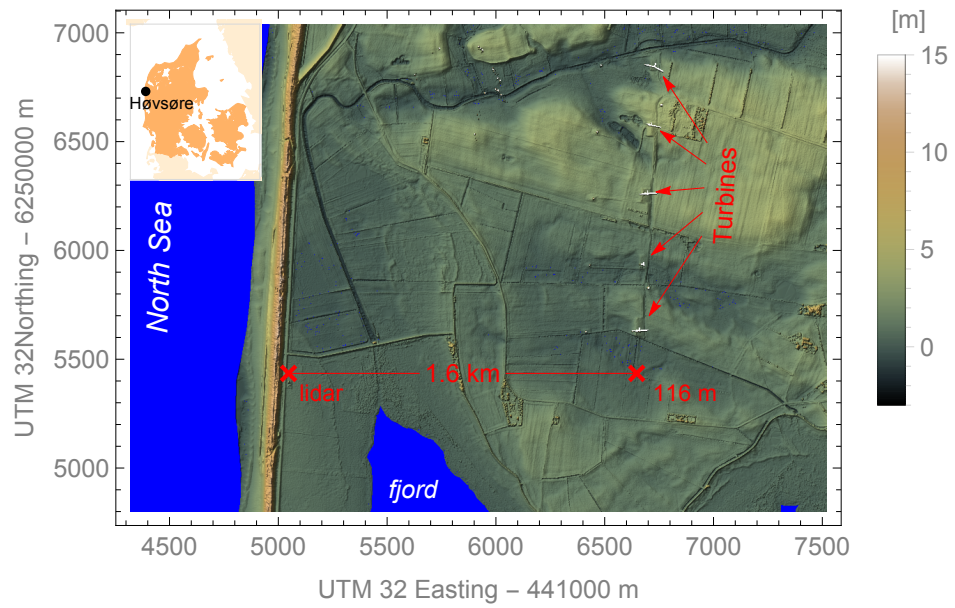 [m]
7000
6500
6000
5500
5000
UTM 32Northing − 6250000 m
Høvsøre
North Sea
Turbines
1.6 km
lidar
116 m
fjord
15
10
5
0
4500
5000
5500
6000
6500
7000
7500
UTM 32 Easting − 441000 m